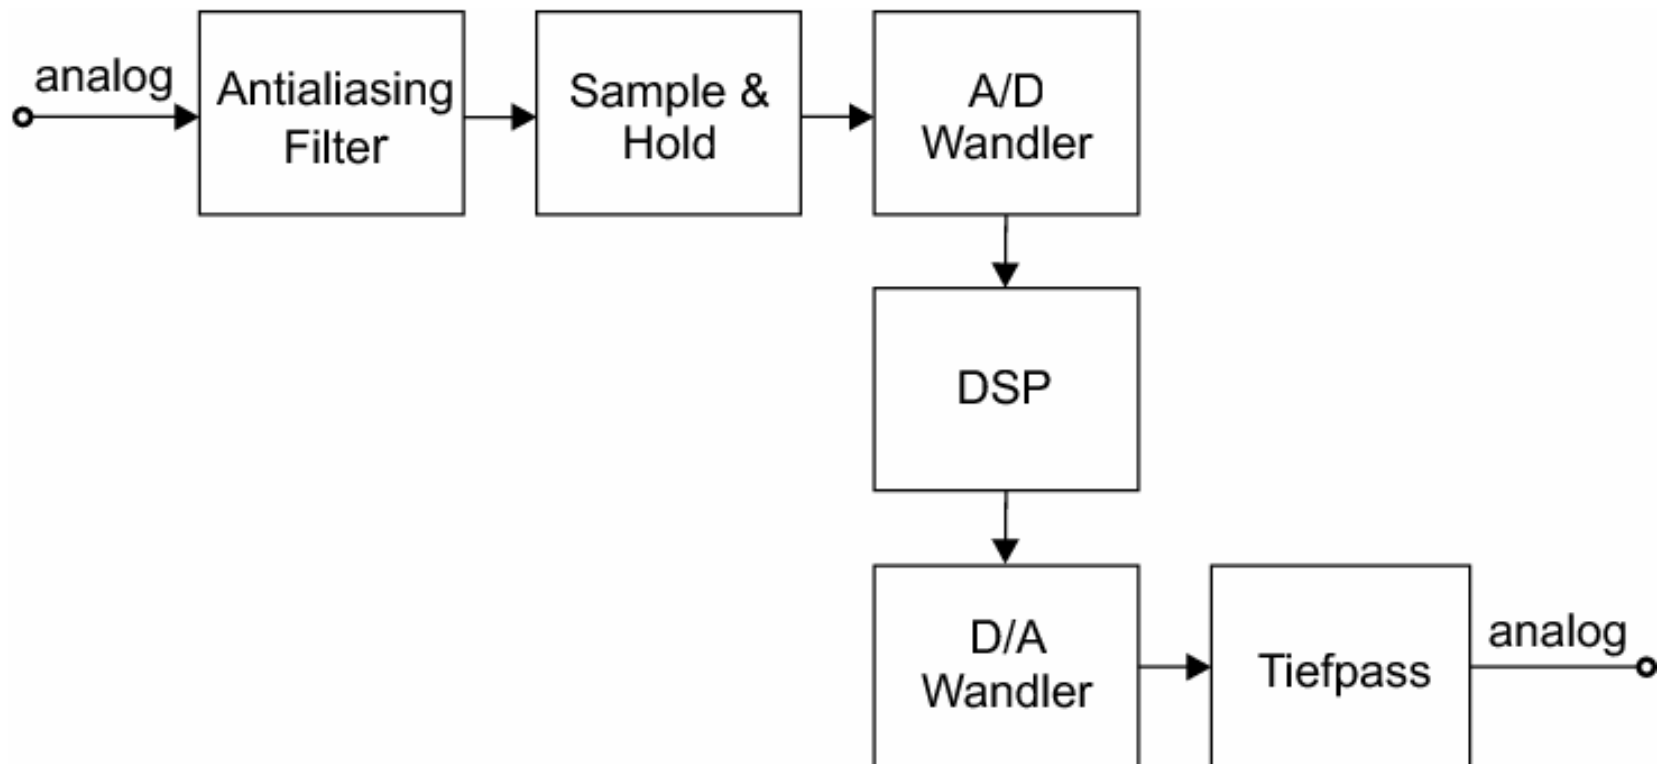 analog
Antialiasing
Filter
Sample &
Hold
A/D
Wandler
DSP
D/A
Wandler
Tiefpass
analog